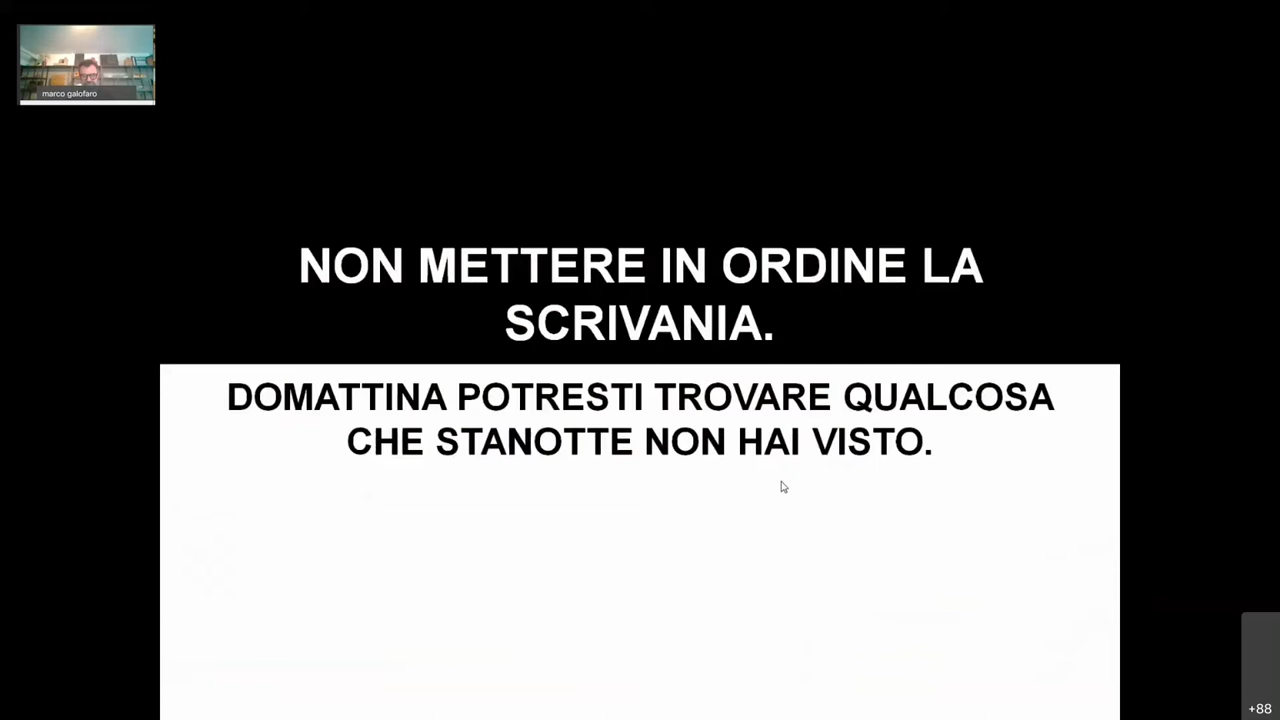 marco galofaro
NON METTERE IN ORDINE LA
SCRIVANIA.
DOMATTINA POTRESTI TROVARE QUALCOSA
CHE STANOTTE NON HAI VISTO.
+88